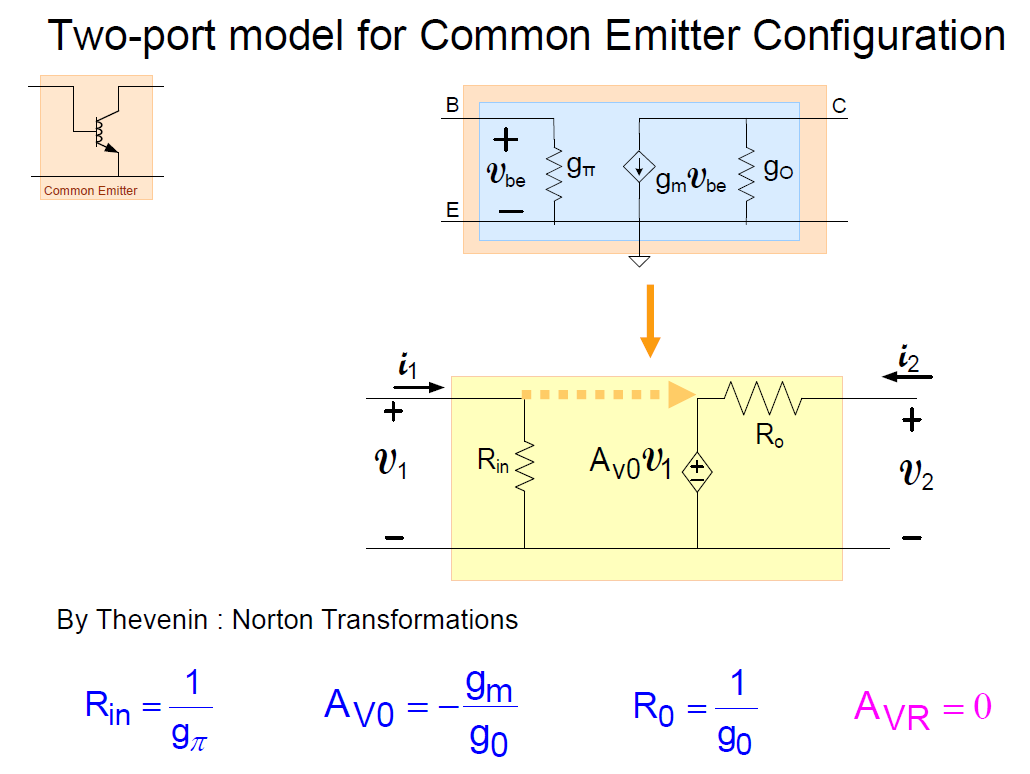 Two-port model for Common Emitter Configuration
Common Emitter
B
C
+
𝒗be
gπ
gm𝒗be
gO
−
E
i1
i2
+
𝒗1
−
Rin
AV0𝒗1
+
−
Ro
+
𝒗2
−
By Thevenin : Norton Transformations
Rin = 1/gπ
AV0 = − gm/g0
R0 = 1/g0
AVR = 0